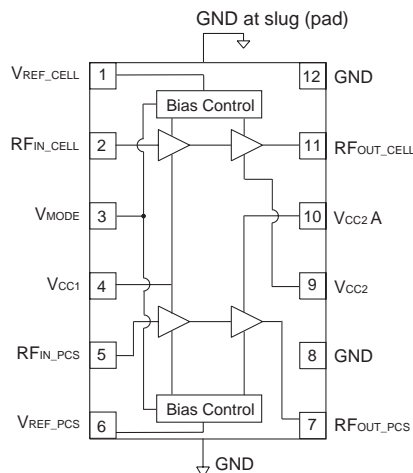 GND at slug (pad)
VREF_CELL 1 12 GND
Bias Control
RFIN_CELL 2 11 RFOUT_CELL
VMODE 3 10 VCC2 A
VCC1 4 9 VCC2
RFIN_PCS 5 8 GND
Bias Control
VREF_PCS 6 7 RFOUT_PCS
GND